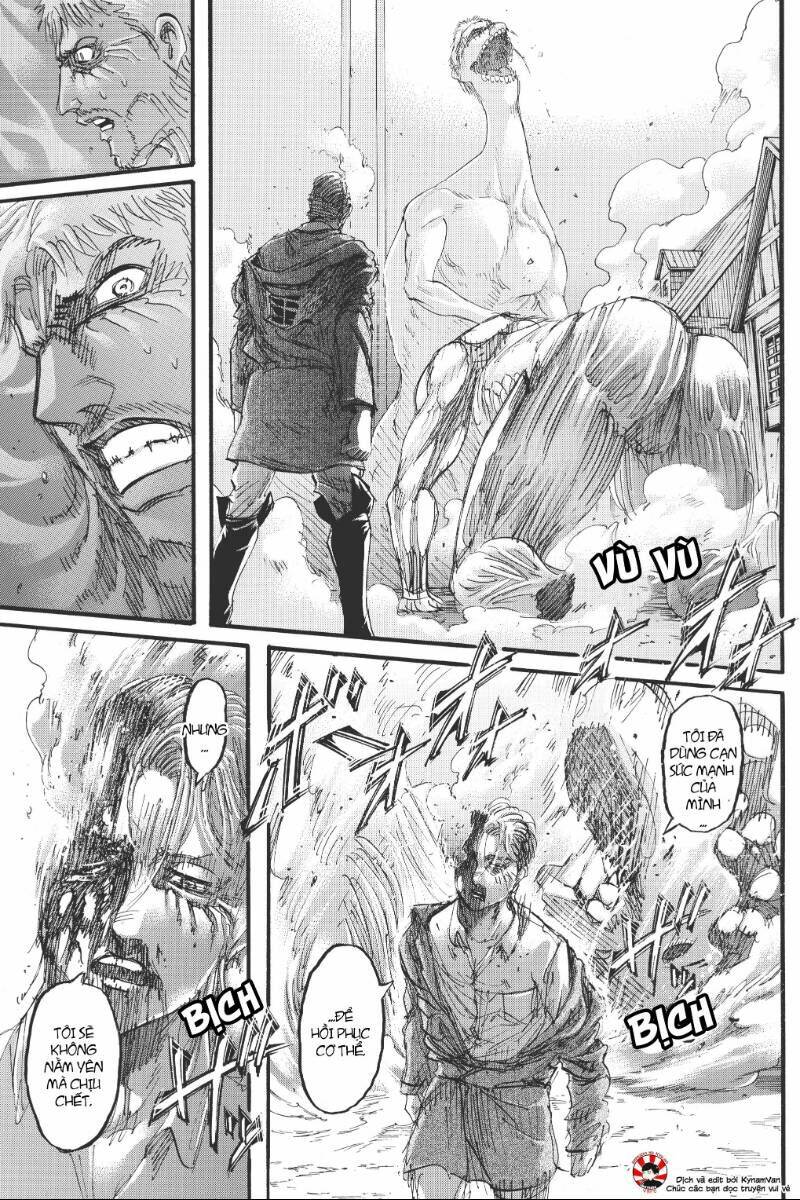 VÙ VÙ
TÔI ĐÃ
DÙNG CẠN
SỨC MẠNH
CỦA
MÌNH
...
...ĐỂ
HỒI PHỤC
CƠ THỂ.
BỊCH
NHƯNG
...
BỊCH
TÔI SẼ
KHÔNG
NẰM YÊN
MÀ CHỊU
CHẾT.
Dịch và edit bởi KýnamVan
Chúc các bạn đọc truyện vui vẻ